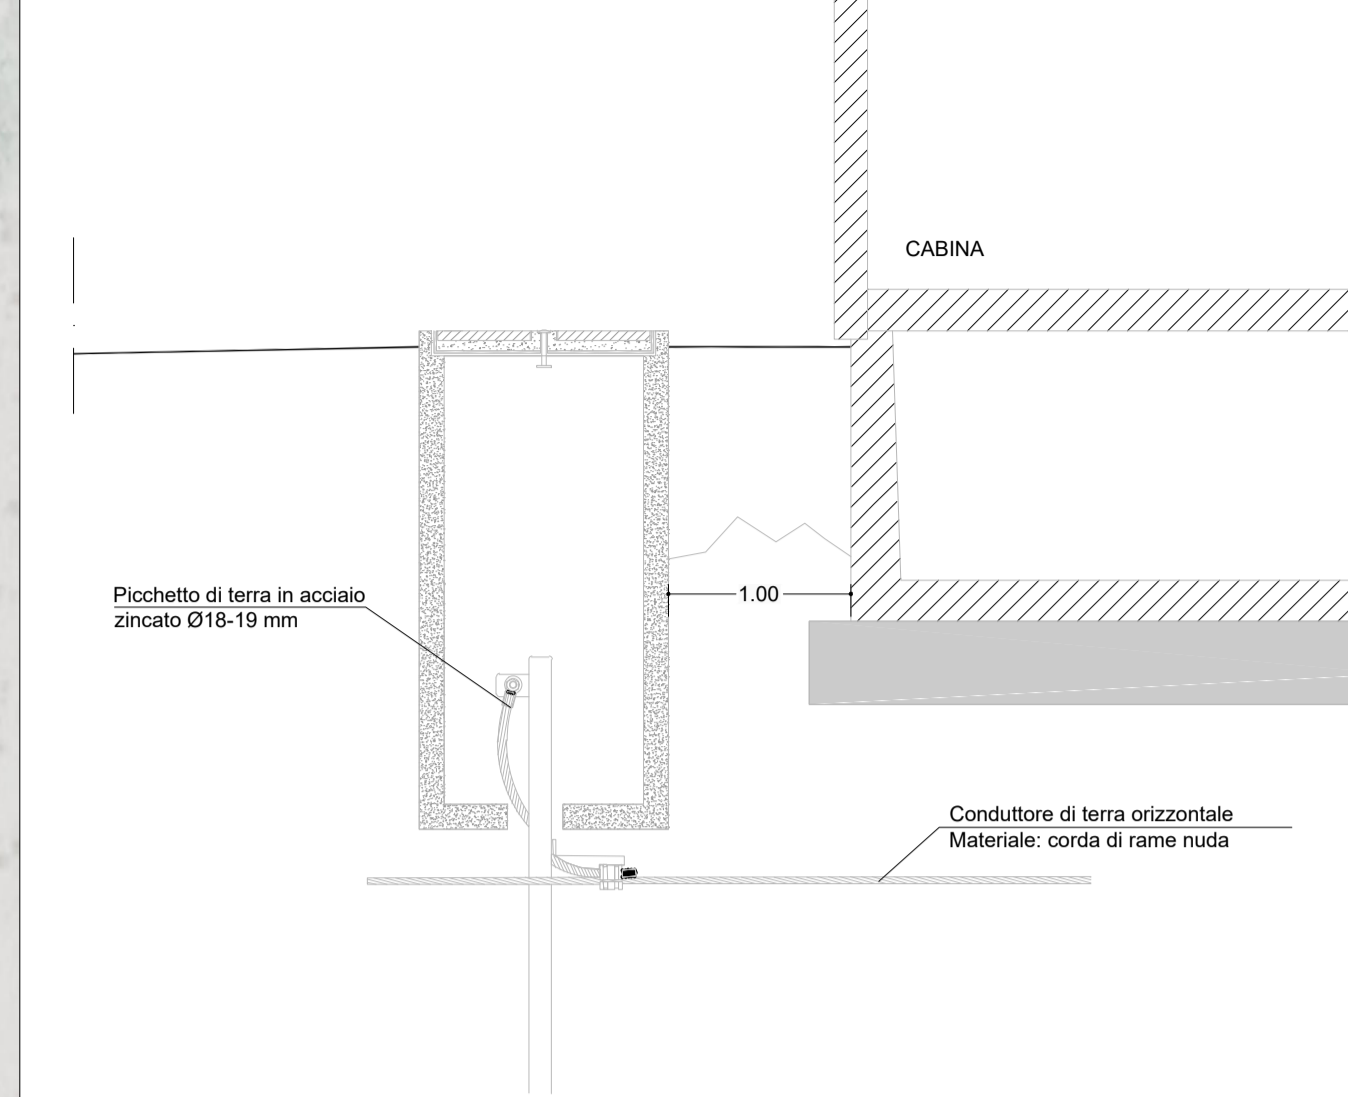 CABINA
Picchetto di terra in acciaio
zincato Ø18-19 mm
1.00
Conduttore di terra orizzontale
Materiale: corda di rame nuda